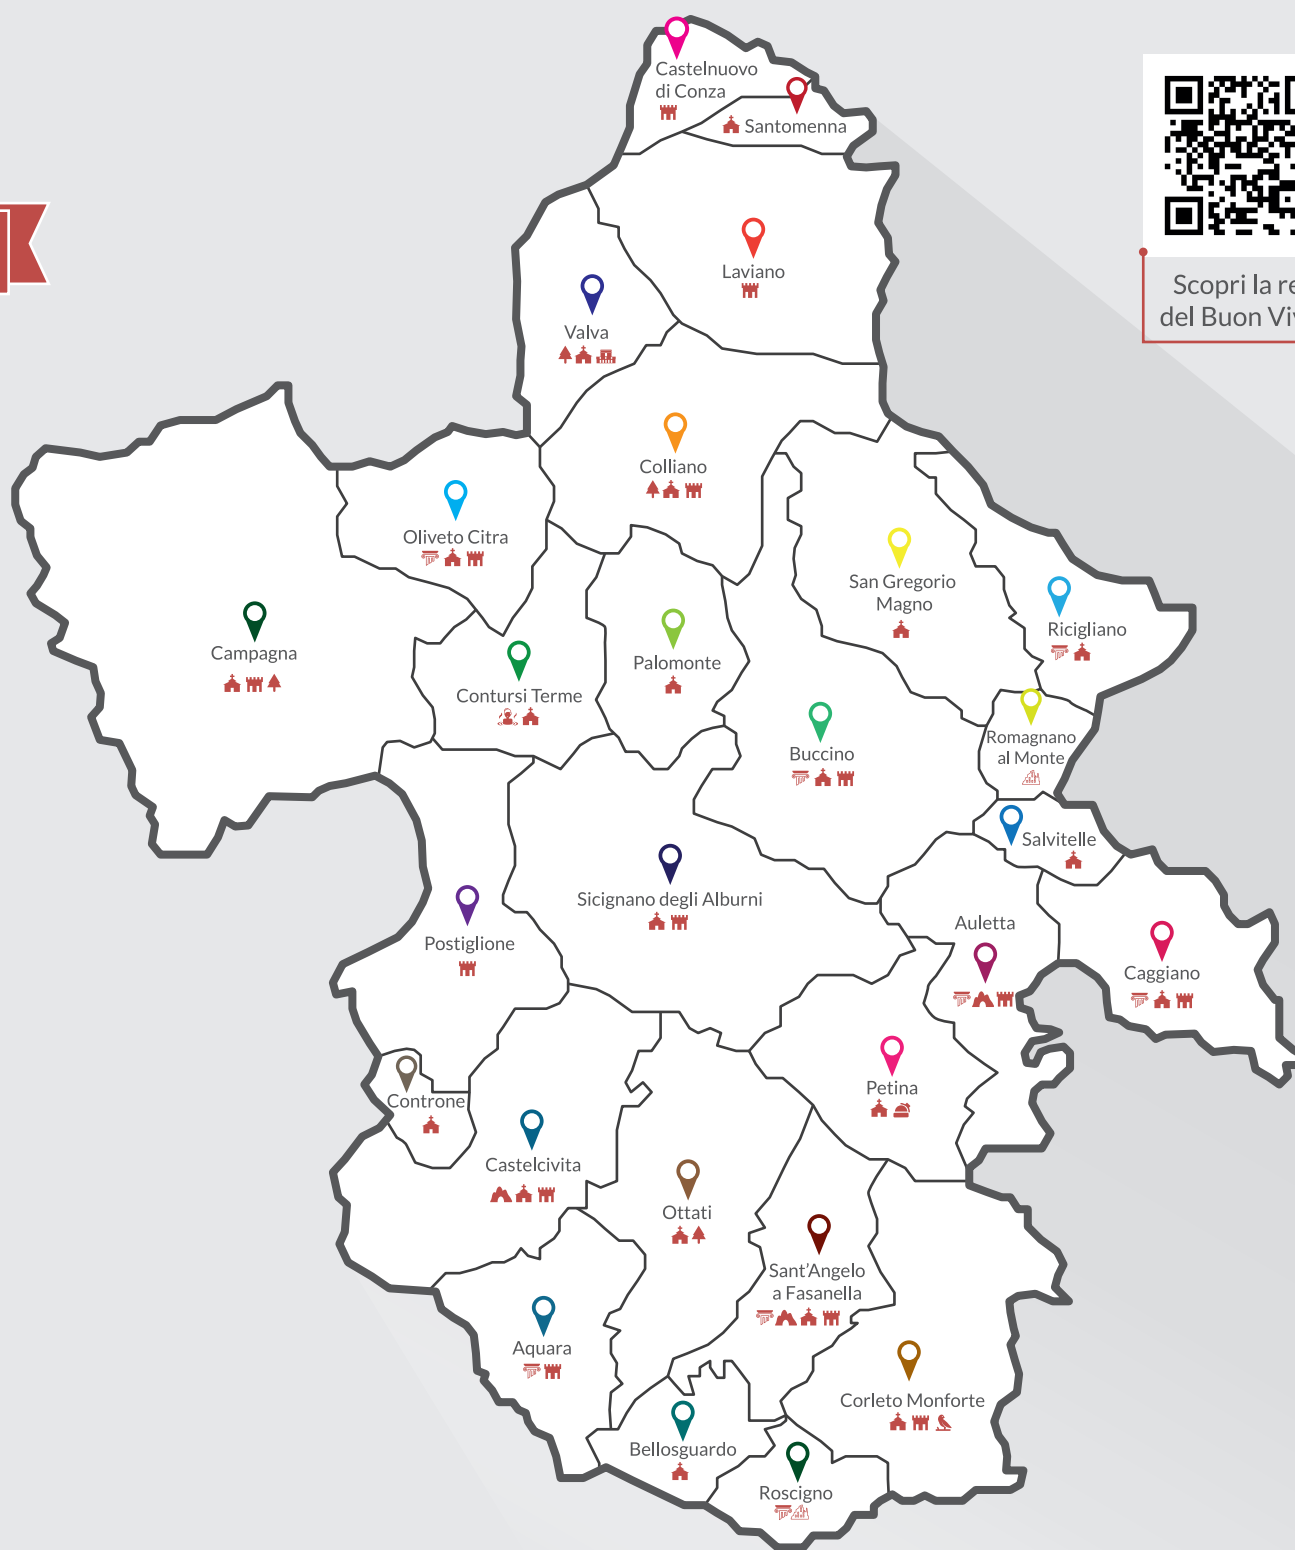 Castelnuovo
di Conza
Santomenna
Laviano
Scopri la re
del Buon Viv
Valva
Colliano
Oliveto Citra
San Gregorio
Magno
Ricigliano
Campagna
Palomonte
Contursi Terme
Buccino
Romagnano
al Monte
Salvitelle
Sicignano degli Alburni
Auletta
Postiglione
Caggiano
Petina
Controne
Castelcivita
Ottati
Sant'Angelo
a Fasanella
Aquara
Corleto Monforte
Bellosguardo
Roscigno